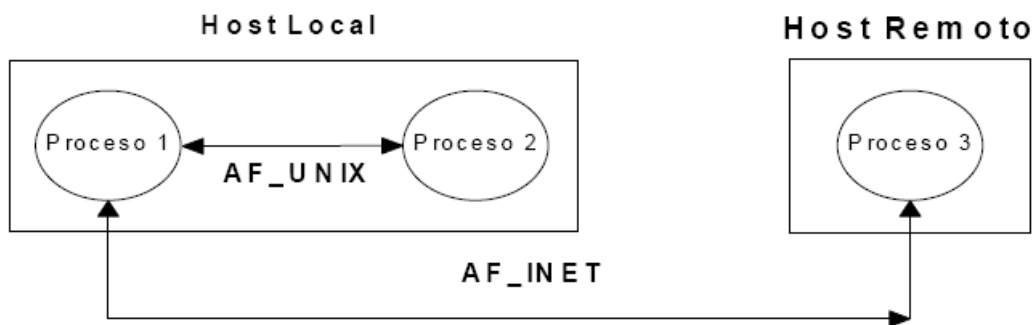 Host Local
Host Remoto
Proceso 1
Proceso 2
Proceso 3
AF_UNIX
AF_INET